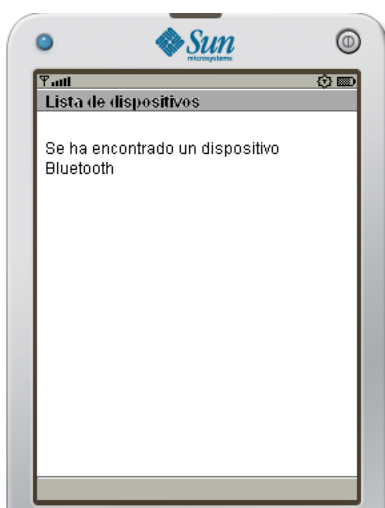 Sun
microsystems
Lista de dispositivos
Se ha encontrado un dispositivo
Bluetooth